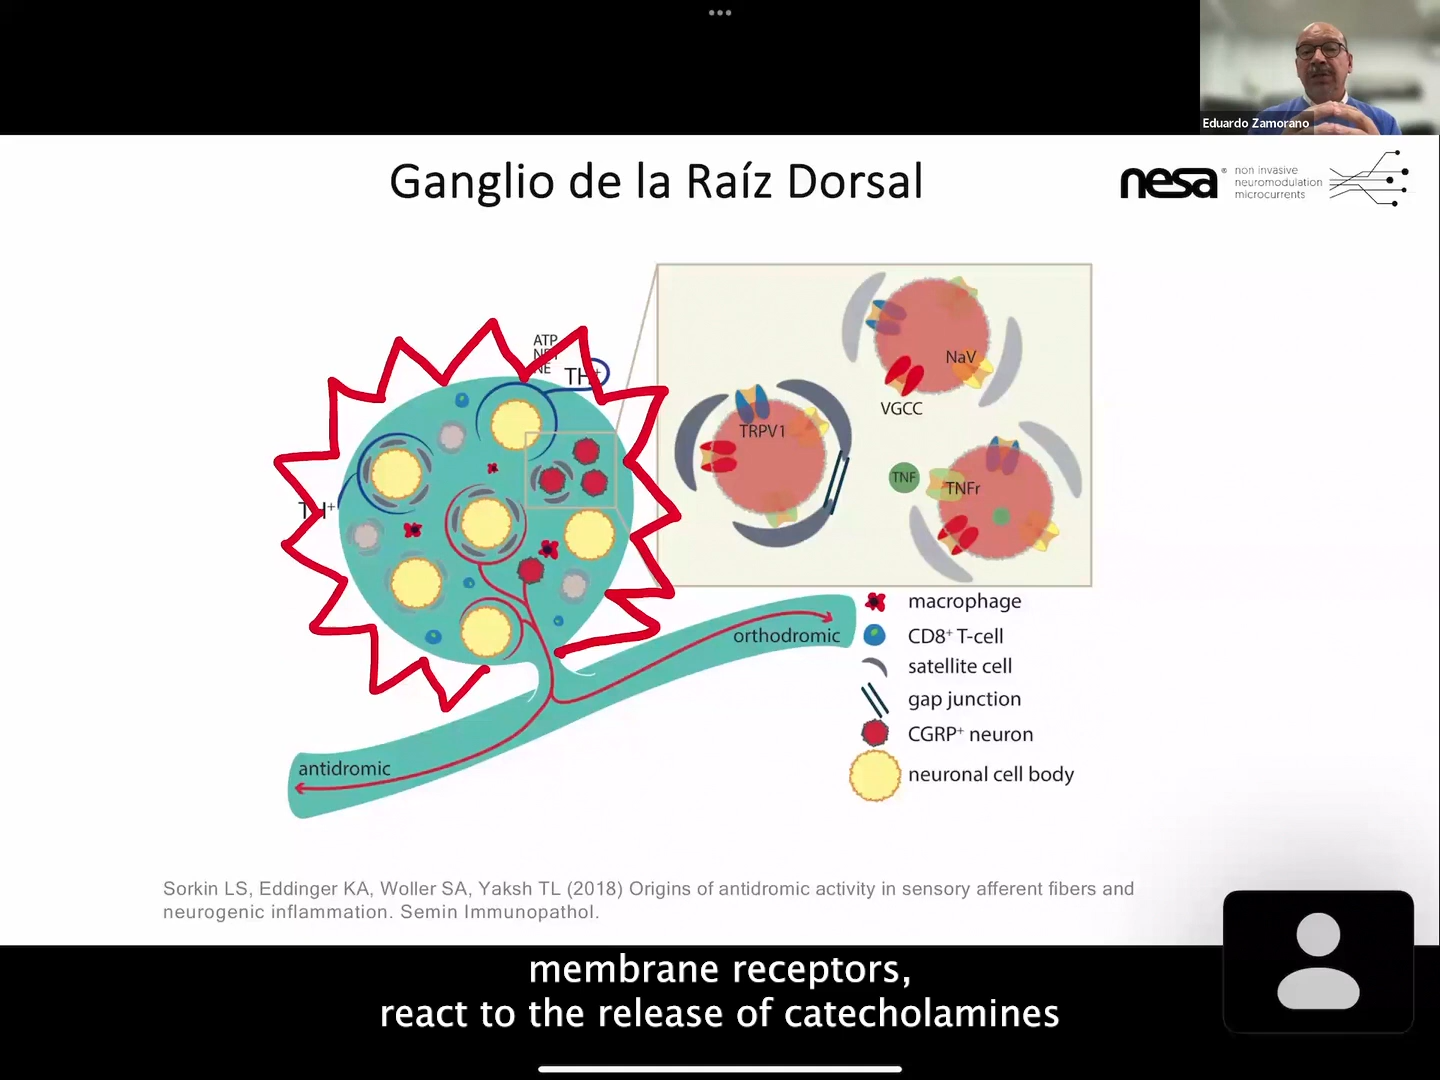 Eduardo Zamorano
Ganglio de la Raíz Dorsal
nesa®
non invasive
neuromodulation
microcurrents
ATP
NE
TH+
TH+
NaV
VGCC
TRPV1
TNF
TNFr
macrophage
CD8+ T-cell
satellite cell
gap junction
CGRP+ neuron
neuronal cell body
orthodromic
antidromic
Sorkin LS, Eddinger KA, Woller SA, Yaksh TL (2018) Origins of antidromic activity in sensory afferent fibers and
neurogenic inflammation. Semin Immunopathol.
membrane receptors,
react to the release of catecholamines